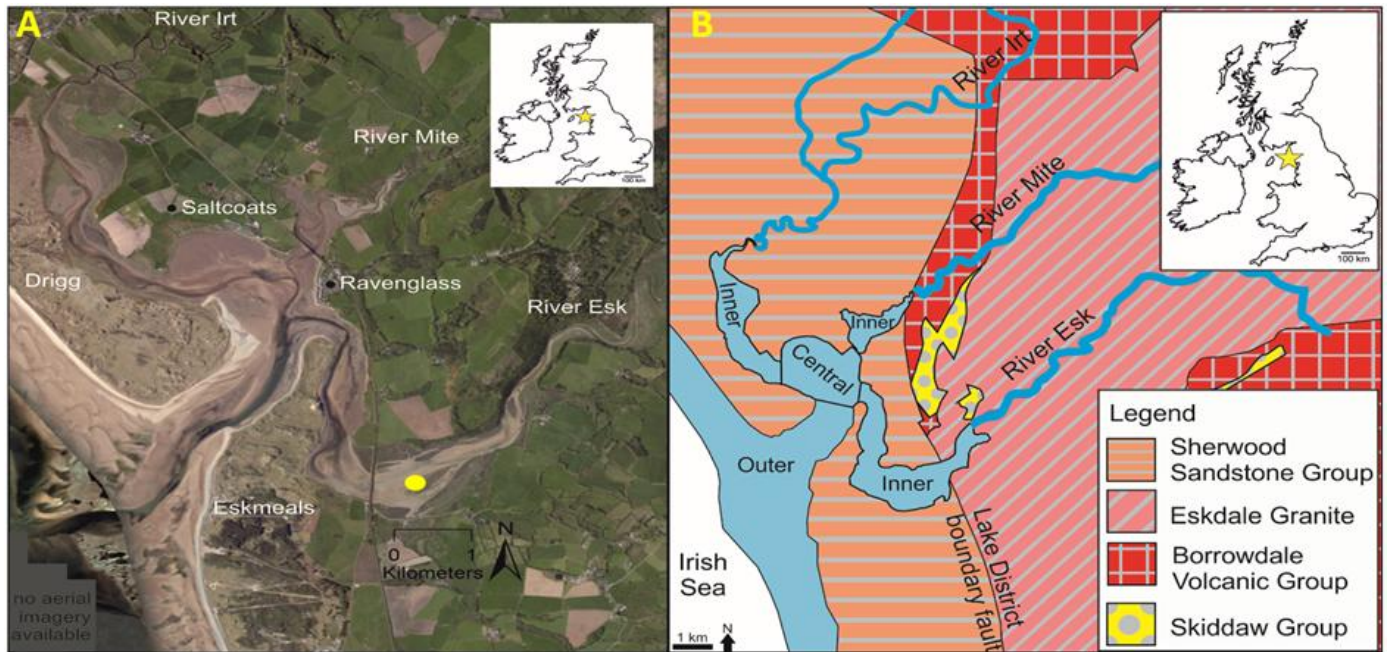 A
River Irt
River Mite
100 km
Saltcoats
Drigg
Ravenglass
River Esk
Eskmeals
N
0 1
Kilometers
no aerial
imagery
available
B
River Irt
River Mite
River Esk
100 km
Inner
Inner
Central
Outer
Inner
Irish
Sea
Lake District
boundary fault
N
1 km
Legend
Sherwood
Sandstone Group
Eskdale Granite
Borrowdale
Volcanic Group
Skiddaw Group